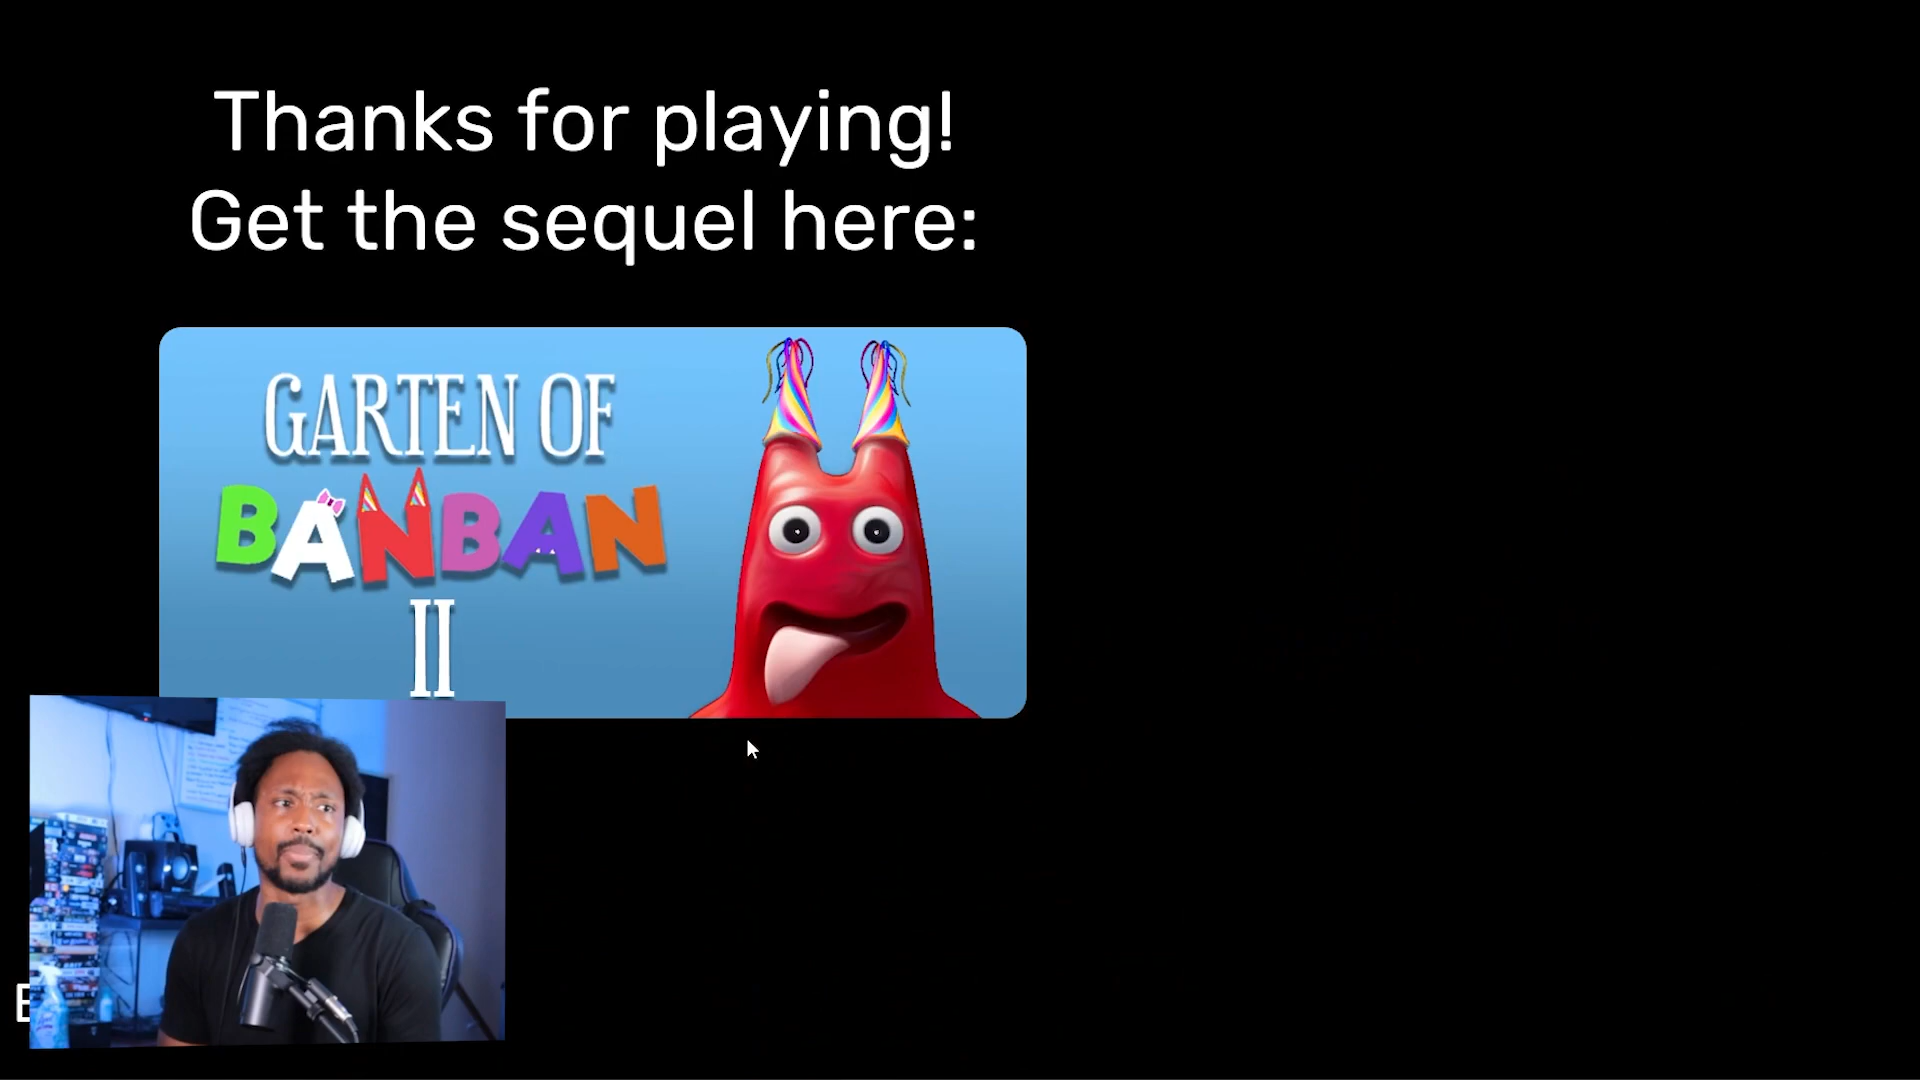 Thanks for playing!
Get the sequel here:
GARTEN OF
BANBAN
II
E